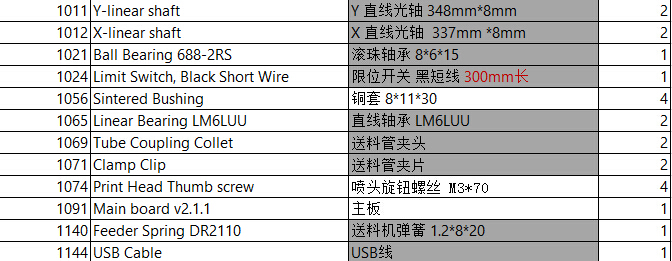 1011 Y-linear shaft Y 直线光轴 348mm*8mm 2
1012 X-linear shaft X 直线光轴 337mm *8mm 2
1021 Ball Bearing 688-2RS 滚珠轴承 8*6*15 1
1024 Limit Switch, Black Short Wire 限位开关 黑短线 300mm长 1
1056 Sintered Bushing 铜套 8*11*30 4
1065 Linear Bearing LM6LUU 直线轴承 LM6LUU 2
1069 Tube Coupling Collet 送料管夹头 2
1071 Clamp Clip 送料管夹片 2
1074 Print Head Thumb screw 喷头旋钮螺丝 M3*70 4
1091 Main board v2.1.1 主板 1
1140 Feeder Spring DR2110 送料机弹簧 1.2*8*20 1
1144 USB Cable USB线 1